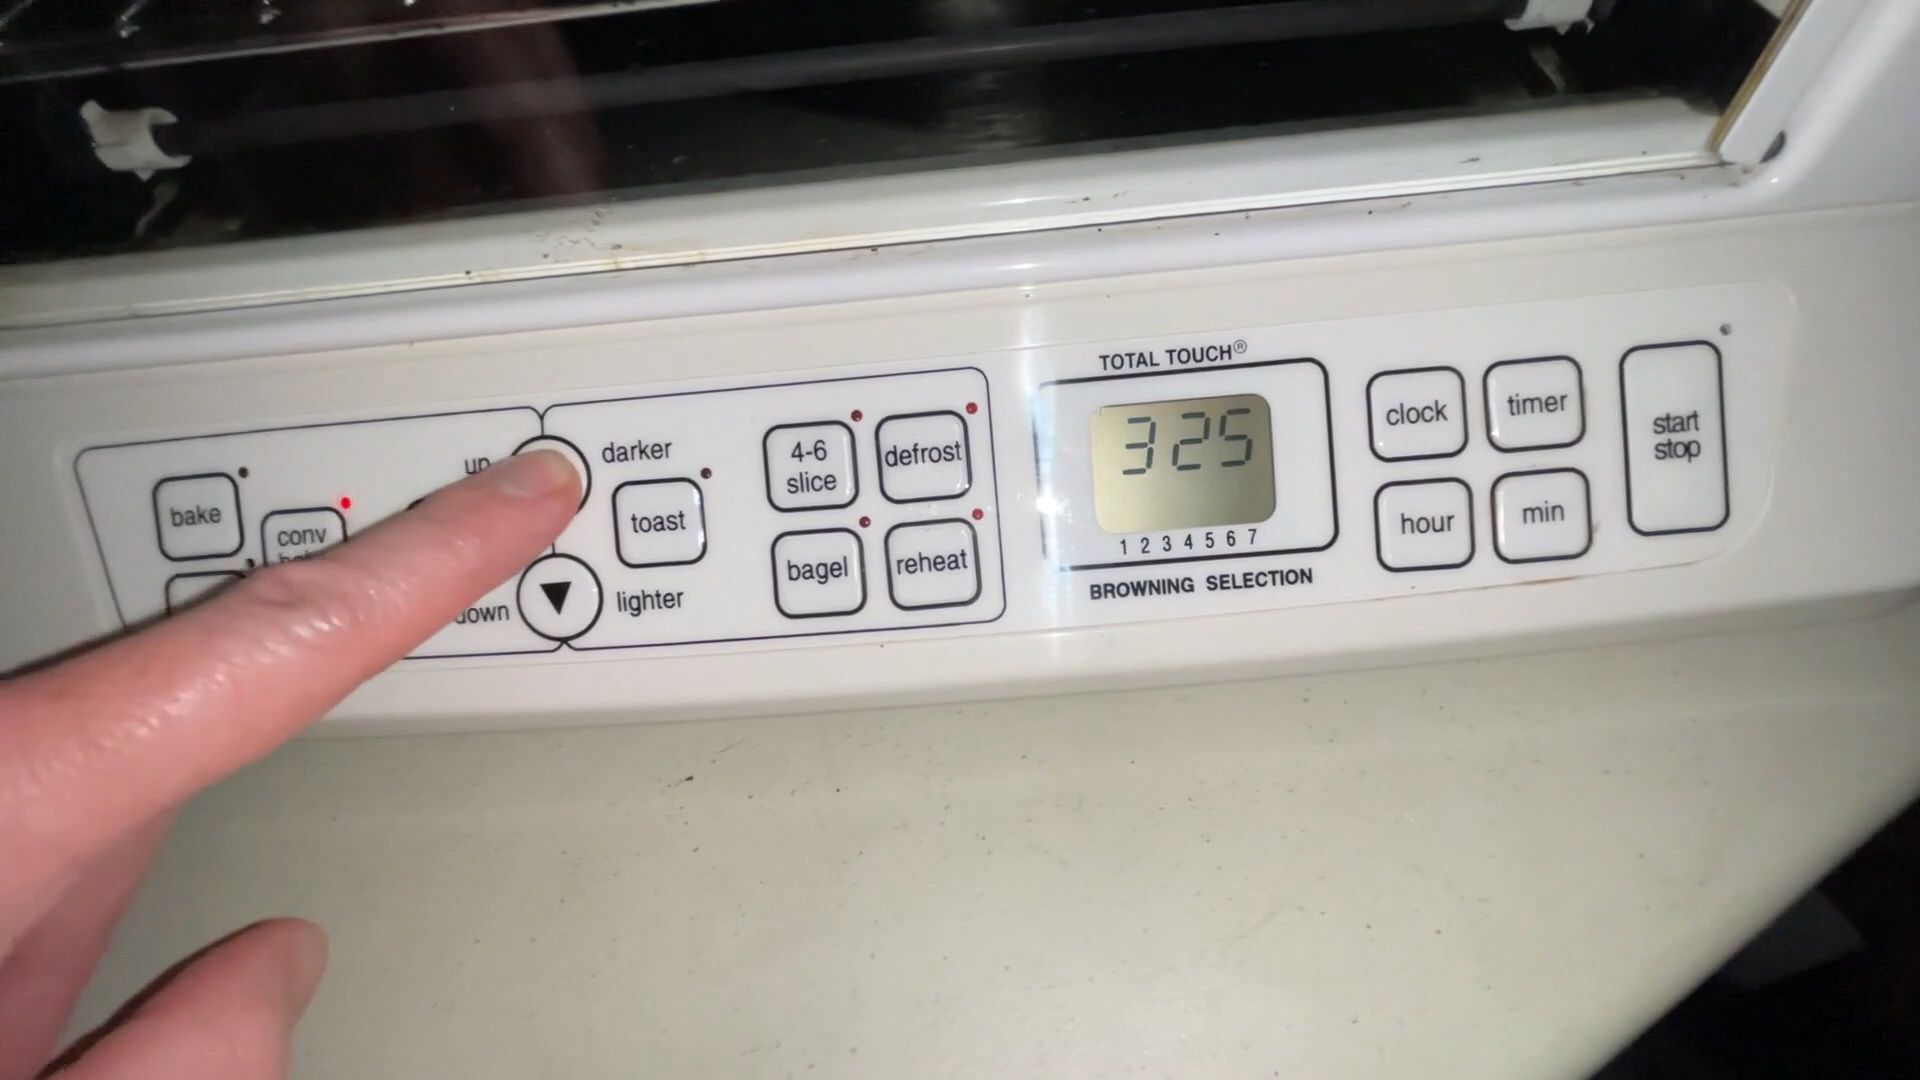 bake
conv
up
down
darker
toast
lighter
4-6
slice
defrost
bagel
reheat
TOTAL TOUCH®
325
1 2 3 4 5 6 7
BROWNING SELECTION
clock
timer
hour
min
start
stop